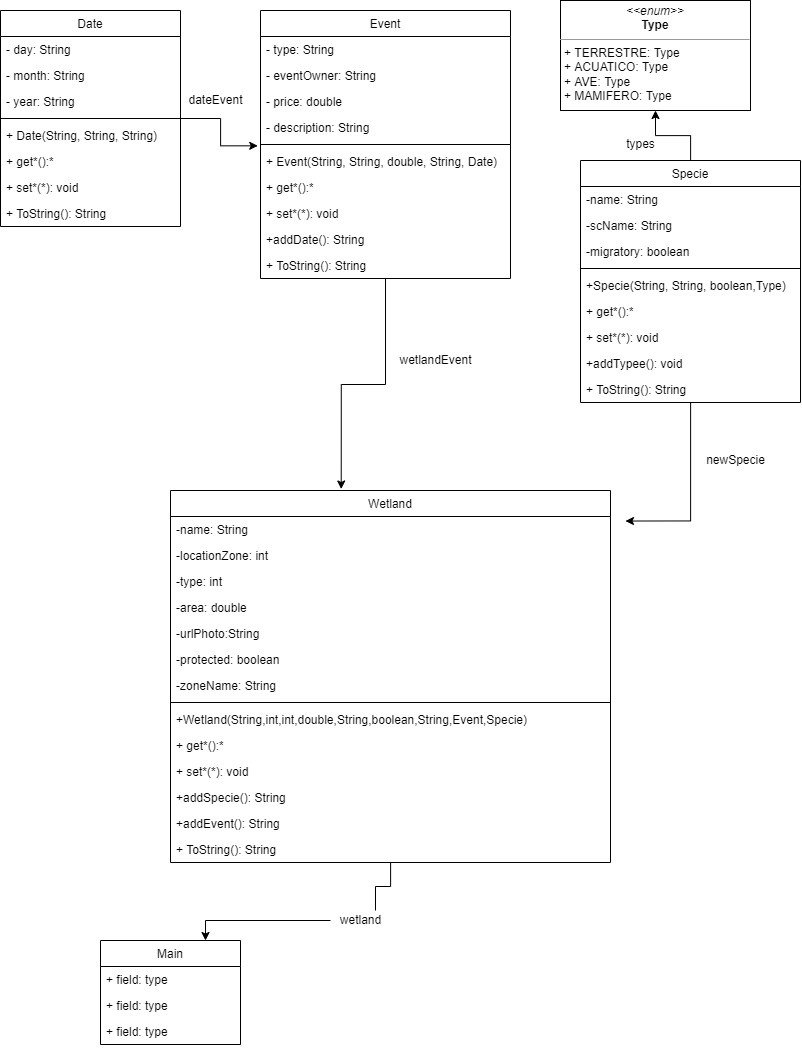 Date
- day: String
- month: String
- year: String
+ Date(String, String, String)
+ get*():*
+ set*(*): void
+ ToString(): String
dateEvent
Event
- type: String
- eventOwner: String
- price: double
- description: String
+ Event(String, String, double, String, Date)
+ get*():*
+ set*(*): void
+addDate(): String
+ ToString(): String
<<enum>>
Type
+ TERRESTRE: Type
+ ACUATICO: Type
+ AVE: Type
+ MAMIFERO: Type
types
Specie
-name: String
-scName: String
-migratory: boolean
+Specie(String, String, boolean,Type)
+ get*():*
+ set*(*): void
+addTypee(): void
+ ToString(): String
wetlandEvent
newSpecie
Wetland
-name: String
-locationZone: int
-type: int
-area: double
-urlPhoto:String
-protected: boolean
-zoneName: String
+Wetland(String,int,int,double,String,boolean,String,Event,Specie)
+ get*():*
+ set*(*): void
+addSpecie(): String
+addEvent(): String
+ ToString(): String
wetland
Main
+ field: type
+ field: type
+ field: type